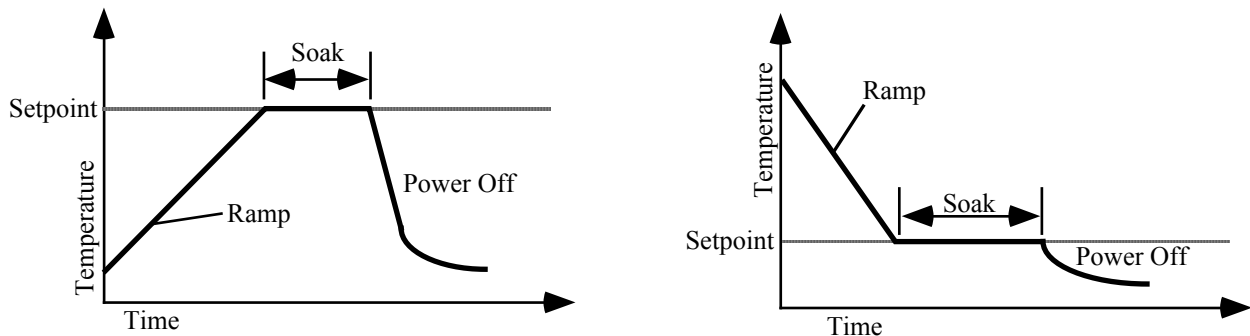 Soak
Setpoint
Temperature
Ramp
Power Off
Time
Temperature
Ramp
Soak
Setpoint
Power Off
Time